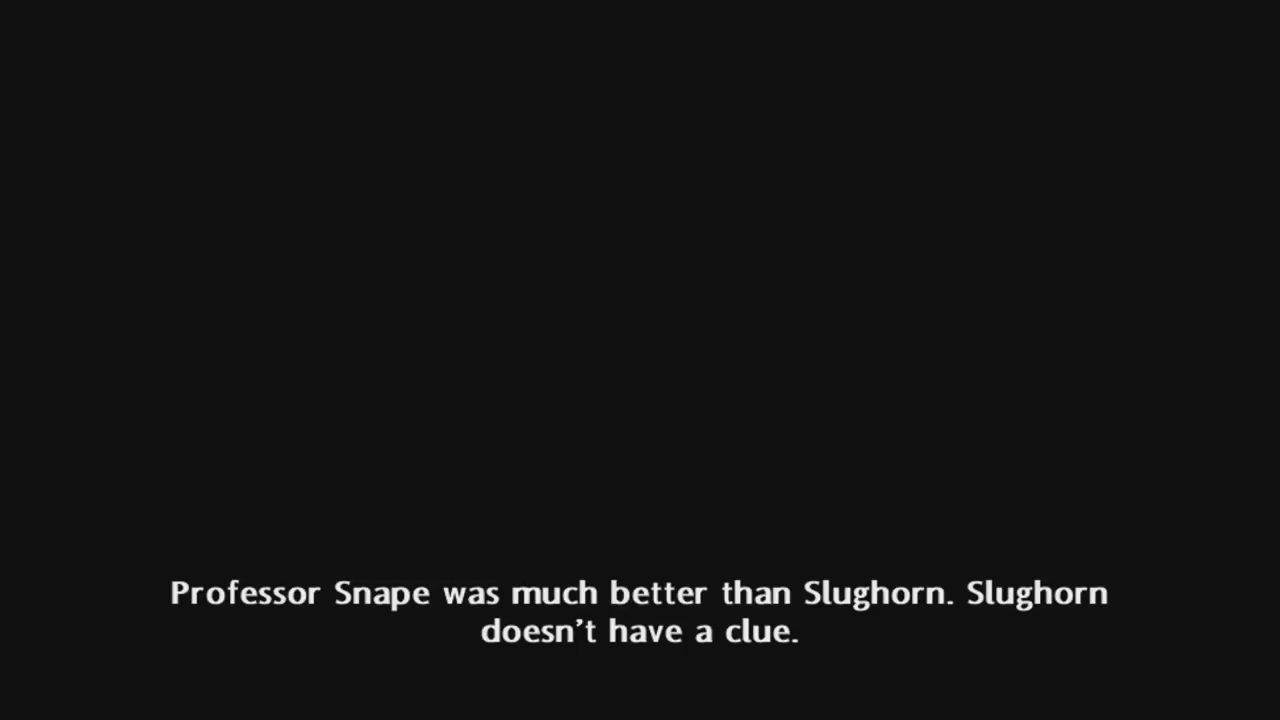 Professor Snape was much better than Slughorn. Slughorn
doesn't have a clue.